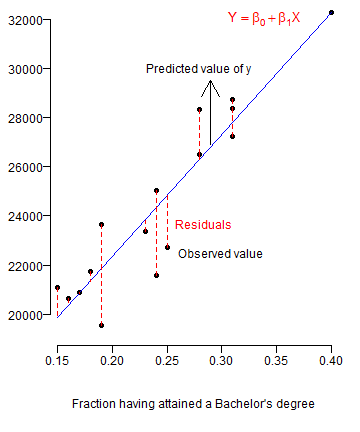 Y = β₀ + β₁X
32000
Predicted value of y
30000
28000
26000
24000
Residuals
Observed value
22000
20000
0.15 0.20 0.25 0.30 0.35 0.40
Fraction having attained a Bachelor's degree